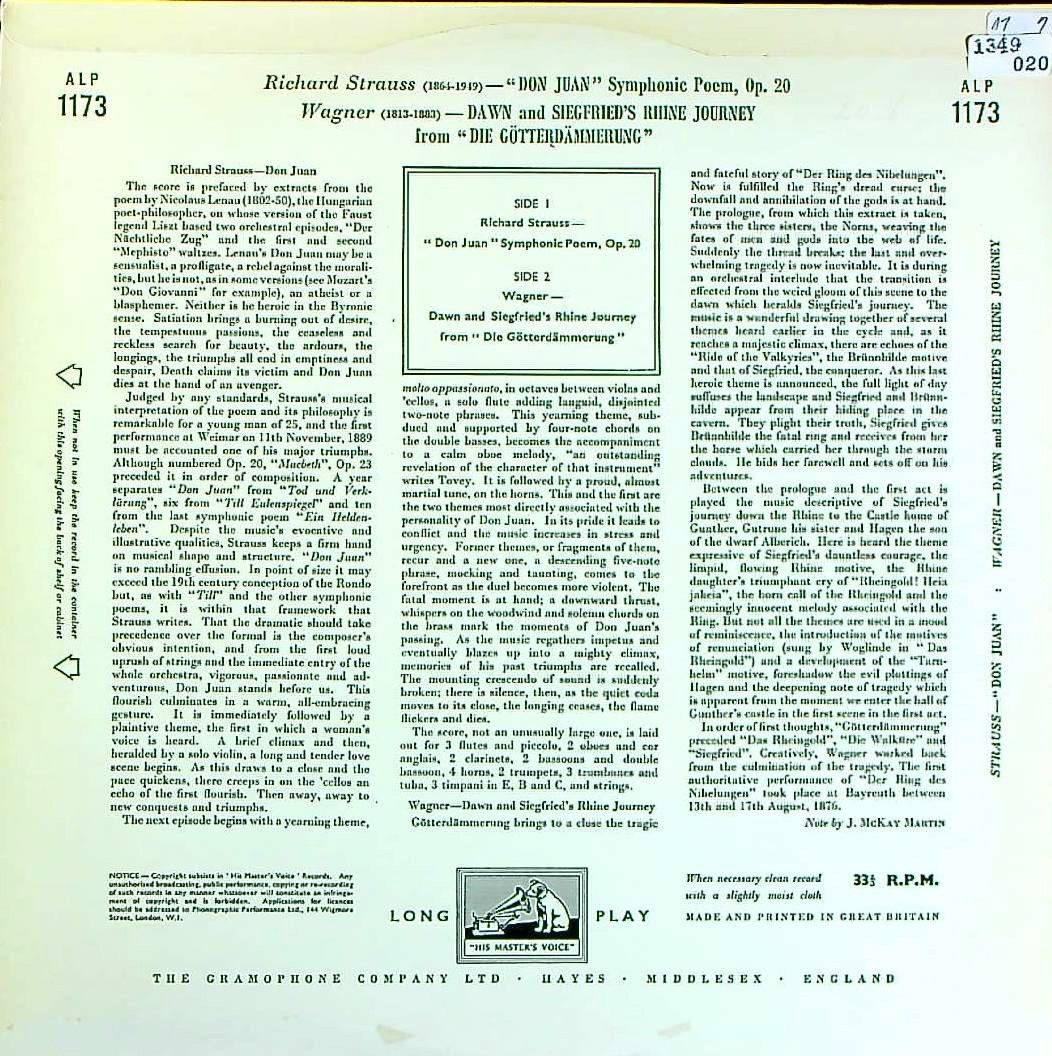 17 7
1349
020
ALP
1173
Richard Strauss (1864-1949)—"DON JUAN" Symphonic Poem, Op. 20
Wagner (1813-1883) — DAWN and SIEGFRIED'S RHINE JOURNEY
from "DIE GÖTTERDÄMMERUNG"
ALP
1173
Richard Strauss—Don Juan
The score is prefaced by extracts from the
poem by Nicolaus Lenau (1802-50), the Hungarian
poet-philosopher, on whose version of the Faust
legend Liszt based two orchestral episodes, "Der
Nächtliche Zug" and the first and second
"Mephisto" waltzes. Lenau's Don Juan may be a
sensualist, a profligate, a rebel against the morali-
ties, but he is not, as in some versions (see Mozart's
"Don Giovanni" for example), an atheist or a
blasphemer. Neither is he heroic in the Byronic
sense. Satiation brings a burning out of desire,
the tempestuous passions, the ceaseless and
reckless search for beauty, the ardours, the
longings, the triumphs all end in emptiness and
despair, Death claims its victim and Don Juan
dies at the hand of an avenger.
Judged by any standards, Strauss's musical
interpretation of the poem and its philosophy is
remarkable for a young man of 25, and the first
performance at Weimar on 11th November, 1889
must be accounted one of his major triumphs.
Although numbered Op. 20, "Macbeth", Op. 23
preceded it in order of composition. A year
separates "Don Juan" from "Tod und Verk-
lärung", six from "Till Eulenspiegel" and ten
from the last symphonic poem "Ein Helden-
leben". Despite the music's evocative and
illustrative qualities, Strauss keeps a firm hand
on musical shape and structure. "Don Juan"
is no rambling effusion. In point of size it may
exceed the 19th century conception of the Rondo
but, as with "Till" and the other symphonic
poems, it is within that framework that
Strauss writes. That the dramatic should take
precedence over the formal is the composer's
obvious intention, and from the first loud
uprush of strings and the immediate entry of the
whole orchestra, vigorous, passionate and ad-
venturous, Don Juan stands before us. This
flourish culminates in a warm, all-embracing
gesture. It is immediately followed by a
plaintive theme, the first in which a woman's
voice is heard. A brief climax and then,
heralded by a solo violin, a long and tender love
scene begins. As this draws to a close and the
pace quickens, there creeps in on the 'cellos an
echo of the first flourish. Then away, away to
new conquests and triumphs.
The next episode begins with a yearning theme,
SIDE 1
Richard Strauss—
"Don Juan" Symphonic Poem, Op. 20
SIDE 2
Wagner—
Dawn and Siegfried's Rhine Journey
from "Die Götterdämmerung"
molto appassionato, in octaves between violas and
'cellos, a solo flute adding languid, disjointed
two-note phrases. This yearning theme, sub-
dued and supported by four-note chords on
the double basses, becomes the accompaniment
to a calm oboe melody, "an outstanding
revelation of the character of that instrument"
writes Tovey. It is followed by a proud, almost
martial tune, on the horns. This and the first are
the two themes most directly associated with the
personality of Don Juan. In its pride it leads to
conflict and the music increases in stress and
urgency. Former themes, or fragments of them,
recur and a new one, a descending five-note
phrase, mocking and taunting, comes to the
forefront as the duel becomes more violent. The
fatal moment is at hand; a downward thrust,
whispers on the woodwind and solemn chords on
the brass mark the moments of Don Juan's
passing. As the music regathers impetus and
eventually blazes up into a mighty climax,
memories of his past triumphs are recalled.
The mounting crescendo of sound is suddenly
broken; there is silence, then, as the quiet coda
moves to its close, the longing ceases, the flame
flickers and dies.
The score, not an unusually large one, is laid
out for 3 flutes and piccolo, 2 oboes and cor
anglais, 2 clarinets, 2 bassoons and double
bassoon, 4 horns, 2 trumpets, 3 trombones and
tuba, 3 timpani in E, B and C, and strings.
Wagner—Dawn and Siegfried's Rhine Journey
Götterdämmerung brings to a close the tragic
and fateful story of "Der Ring des Nibelungen".
Now is fulfilled the Ring's dread curse; the
downfall and annihilation of the gods is at hand.
The prologue, from which this extract is taken,
shows the three sisters, the Norns, weaving the
fates of men and gods into the web of life.
Suddenly the thread breaks; the last and over-
whelming tragedy is now inevitable. It is during
an orchestral interlude that the transition is
effected from the weird gloom of this scene to the
dawn which heralds Siegfried's journey. The
music is a wonderful drawing together of several
themes heard earlier in the cycle and, as it
reaches a majestic climax, there are echoes of the
"Ride of the Valkyries", the Brünnhilde motive
and that of Siegfried, the conqueror. As this last
heroic theme is announced, the full light of day
suffuses the landscape and Siegfried and Brünn-
hilde appear from their hiding place in the
cavern. They plight their troth, Siegfried gives
Brünnhilde the fatal ring and receives from her
the horse which carried her through the storm
clouds. He bids her farewell and sets off on his
adventures.
Between the prologue and the first act is
played the music descriptive of Siegfried's
journey down the Rhine to the Castle home of
Gunther, Gutrune his sister and Hagen the son
of the dwarf Alberich. Here is heard the theme
expressive of Siegfried's dauntless courage, the
limpid, flowing Rhine motive, the Rhine
daughter's triumphant cry of "Rheingold! Heia
jaheia", the horn call of the Rheingold and the
seemingly innocent melody associated with the
Ring. But not all the themes are used in a mood
of reminiscence, the introduction of the motives
of renunciation (sung by Woglinde in "Das
Rheingold") and a development of the "Tarn-
helm" motive, foreshadow the evil plottings of
Hagen and the deepening note of tragedy which
is apparent from the moment we enter the hall of
Gunther's castle in the first scene in the first act.
In order of first thoughts, "Götterdämmerung"
preceded "Das Rheingold", "Die Walküre" and
"Siegfried". Creatively, Wagner worked back
from the culmination of the tragedy. The first
authoritative performance of "Der Ring des
Nibelungen" took place at Bayreuth between
13th and 17th August, 1876.
Note by J. McKAY MARTIN
When not in use keep the record in the container
with this opening facing the back of shelf or cabinet
STRAUSS—"DON JUAN" : WAGNER—DAWN and SIEGFRIED'S RHINE JOURNEY
NOTICE — Copyright subsists in 'His Master's Voice' Records. Any
unauthorised broadcasting, public performance, copying or re-recording
of such records in any manner whatsoever will constitute an infringe-
ment of copyright and is forbidden. Applications for licences
should be addressed to Phonographic Performance Ltd., 144 Wigmore
Street, London, W.1.
LONG PLAY
"HIS MASTER'S VOICE"
When necessary clean record
with a slightly moist cloth
33⅓ R.P.M.
MADE AND PRINTED IN GREAT BRITAIN
THE GRAMOPHONE COMPANY LTD · HAYES · MIDDLESEX · ENGLAND